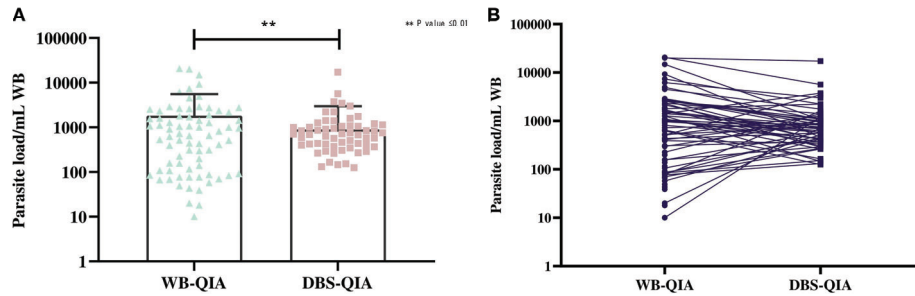 A
**
** P value ≤0.01
Parasite load/mL WB
100000
10000
1000
100
10
1
WB-QIA
DBS-QIA
B
Parasite load/mL WB
100000
10000
1000
100
10
1
WB-QIA
DBS-QIA